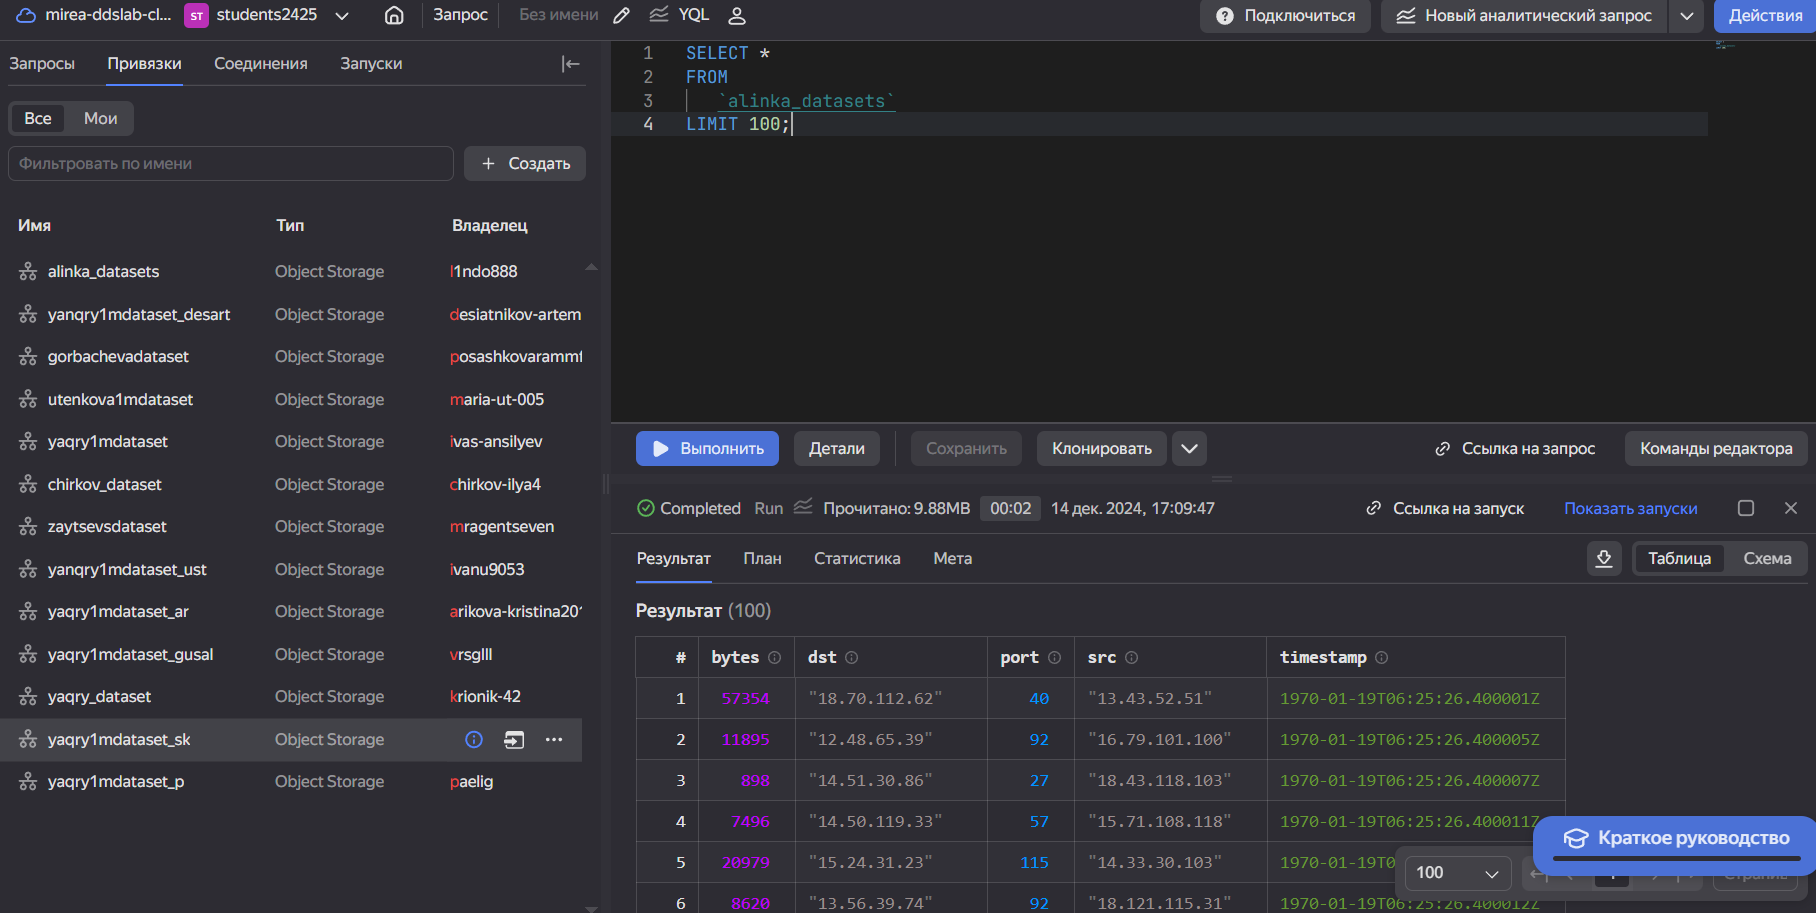 mirea-ddslab-cl... ST students2425 Запрос Без имени YQL Подключиться Новый аналитический запрос Действия
Запросы Привязки Соединения Запуски
Все Мои
Фильтровать по имени + Создать
Имя Тип Владелец
alinka_datasets Object Storage l1ndo888
yanqry1mdataset_desart Object Storage desiatnikov-artem
gorbachevadataset Object Storage posashkovarammf
utenkova1mdataset Object Storage maria-ut-005
yaqry1mdataset Object Storage ivas-ansilyev
chirkov_dataset Object Storage chirkov-ilya4
zaytsevsdataset Object Storage mragentseven
yanqry1mdataset_ust Object Storage ivanu9053
yaqry1mdataset_ar Object Storage arikova-kristina201
yaqry1mdataset_gusal Object Storage vrsglll
yaqry_dataset Object Storage krionik-42
yaqry1mdataset_sk Object Storage
yaqry1mdataset_p Object Storage paelig
1 SELECT *
2 FROM
3 `alinka_datasets`
4 LIMIT 100;
Выполнить Детали Сохранить Клонировать Ссылка на запрос Команды редактора
Completed Run Прочитано: 9.88MB 00:02 14 дек. 2024, 17:09:47 Ссылка на запуск Показать запуски
Результат План Статистика Мета Таблица Схема
Результат (100)
# bytes dst port src timestamp
1 57354 "18.70.112.62" 40 "13.43.52.51" 1970-01-19T06:25:26.400001Z
2 11895 "12.48.65.39" 92 "16.79.101.100" 1970-01-19T06:25:26.400005Z
3 898 "14.51.30.86" 27 "18.43.118.103" 1970-01-19T06:25:26.400007Z
4 7496 "14.50.119.33" 57 "15.71.108.118" 1970-01-19T06:25:26.400011Z
5 20979 "15.24.31.23" 115 "14.33.30.103" 1970-01-19T0
6 8620 "13.56.39.74" 92 "18.121.115.31" 1970-01-19T06:25:26.400012Z
Краткое руководство
100